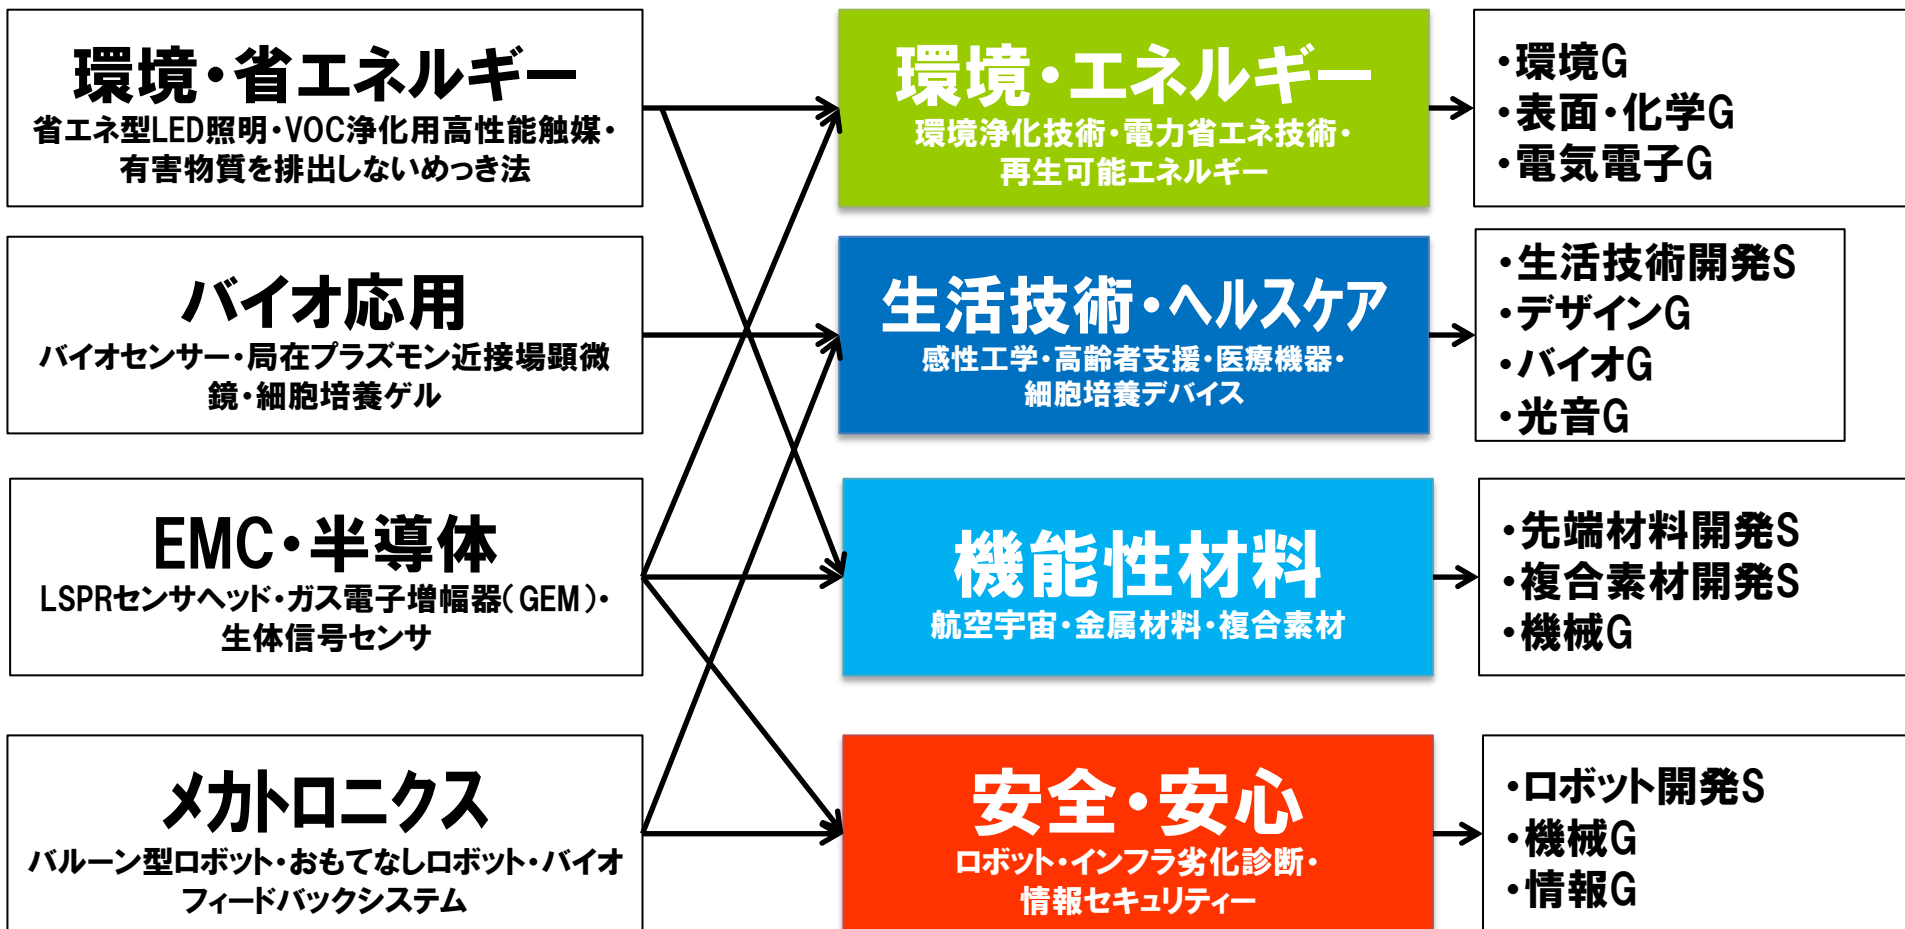 環境・省エネルギー
省エネ型LED照明・VOC浄化用高性能触媒・
有害物質を排出しないめっき法
環境・エネルギー
環境浄化技術・電力省エネ技術・
再生可能エネルギー
・環境G
・表面・化学G
・電気電子G
バイオ応用
バイオセンサー・局在プラズモン近接場顕微
鏡・細胞培養ゲル
生活技術・ヘルスケア
感性工学・高齢者支援・医療機器・
細胞培養デバイス
・生活技術開発S
・デザインG
・バイオG
・光音G
EMC・半導体
LSPRセンサヘッド・ガス電子増幅器(GEM)・
生体信号センサ
機能性材料
航空宇宙・金属材料・複合素材
・先端材料開発S
・複合素材開発S
・機械G
メカトロニクス
バルーン型ロボット・おもてなしロボット・バイオ
フィードバックシステム
安全・安心
ロボット・インフラ劣化診断・
情報セキュリティー
・ロボット開発S
・機械G
・情報G